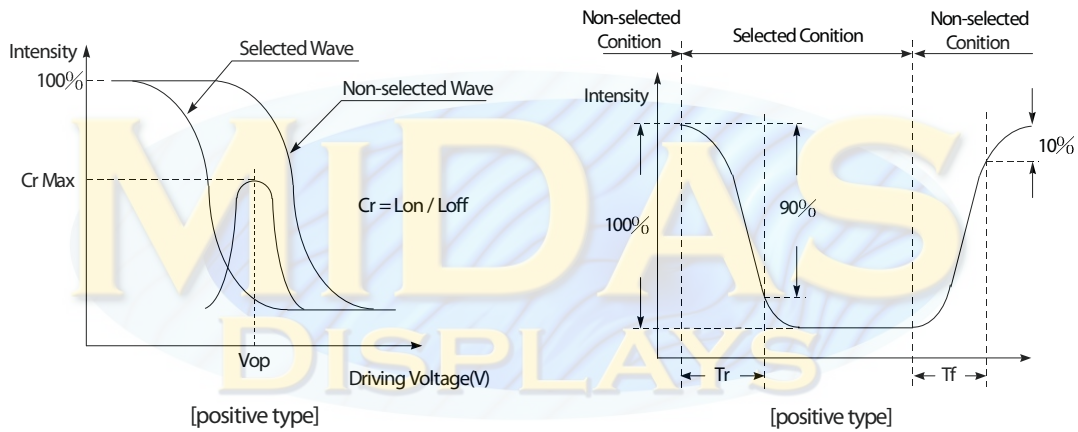 Intensity
100%
Selected Wave
Non-selected Wave
Cr Max
Cr = Lon / Loff
Vop
Driving Voltage(V)
[positive type]
Non-selected
Conition
Selected Conition
Non-selected
Conition
Intensity
10%
90%
100%
Tr
Tf
[positive type]
MIDAS
DISPLAYS